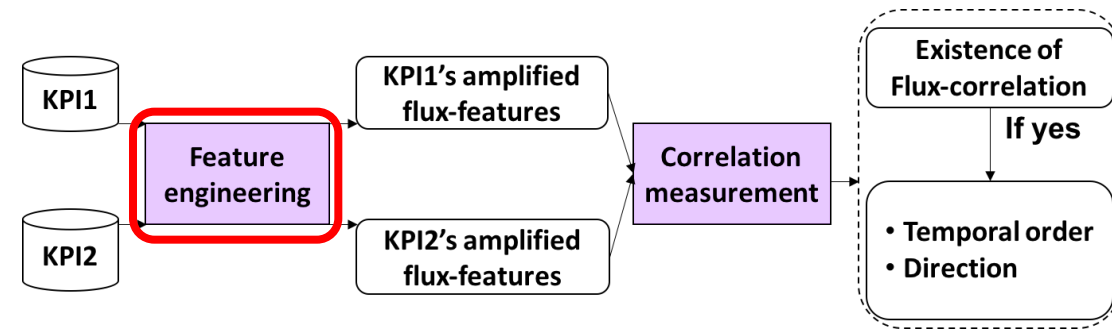 KPI1
KPI2
Feature
engineering
KPI1's amplified
flux-features
KPI2's amplified
flux-features
Correlation
measurement
Existence of
Flux-correlation
If yes
• Temporal order
• Direction